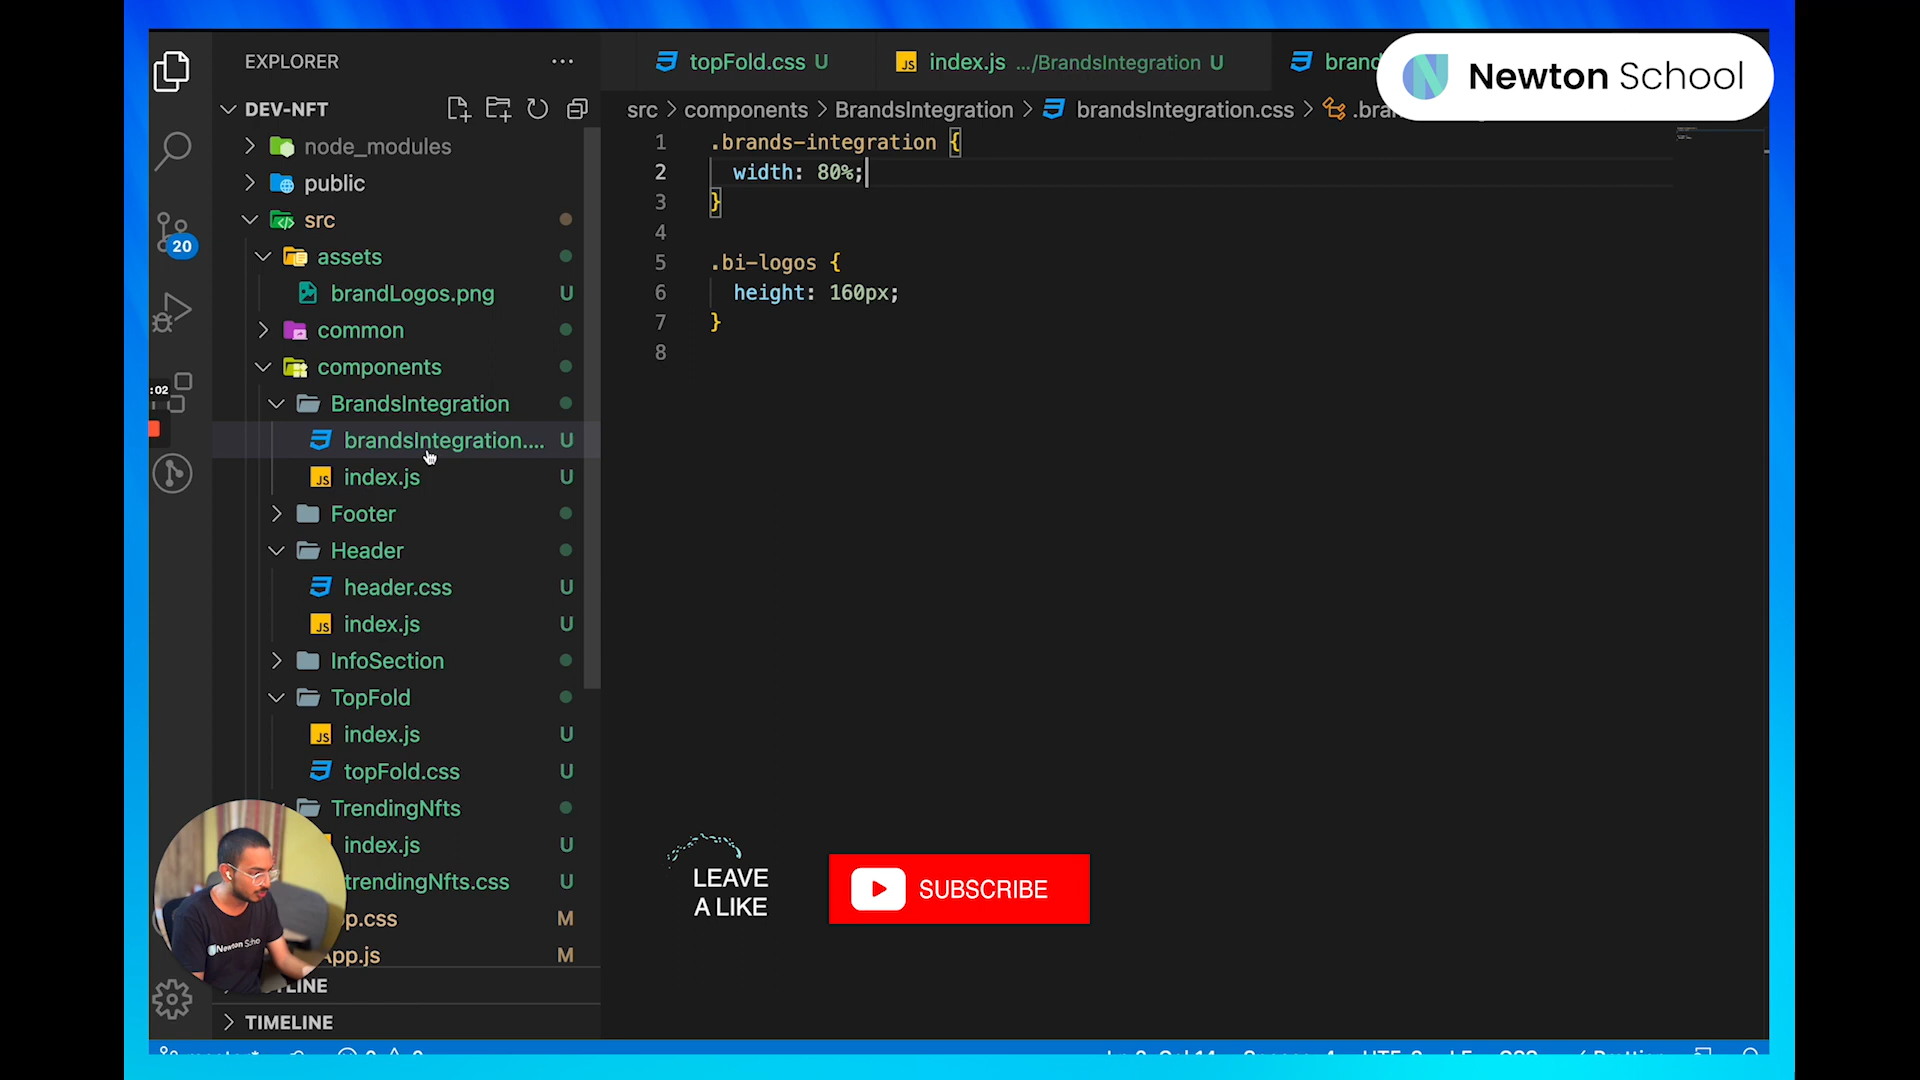 EXPLORER
DEV-NFT
node_modules
public
src
assets
brandLogos.png U
common
components
BrandsIntegration
brandsIntegration.... U
index.js U
Footer
Header
header.css U
index.js U
InfoSection
TopFold
index.js U
topFold.css U
TrendingNfts
index.js U
trendingNfts.css U
M
M
TIMELINE
20
:02
topFold.css U
index.js .../BrandsIntegration U
Newton School
src > components > BrandsIntegration > brandsIntegration.css >
1 .brands-integration {
2 width: 80%;
3 }
4
5 .bi-logos {
6 height: 160px;
7 }
8
LEAVE
A LIKE
SUBSCRIBE